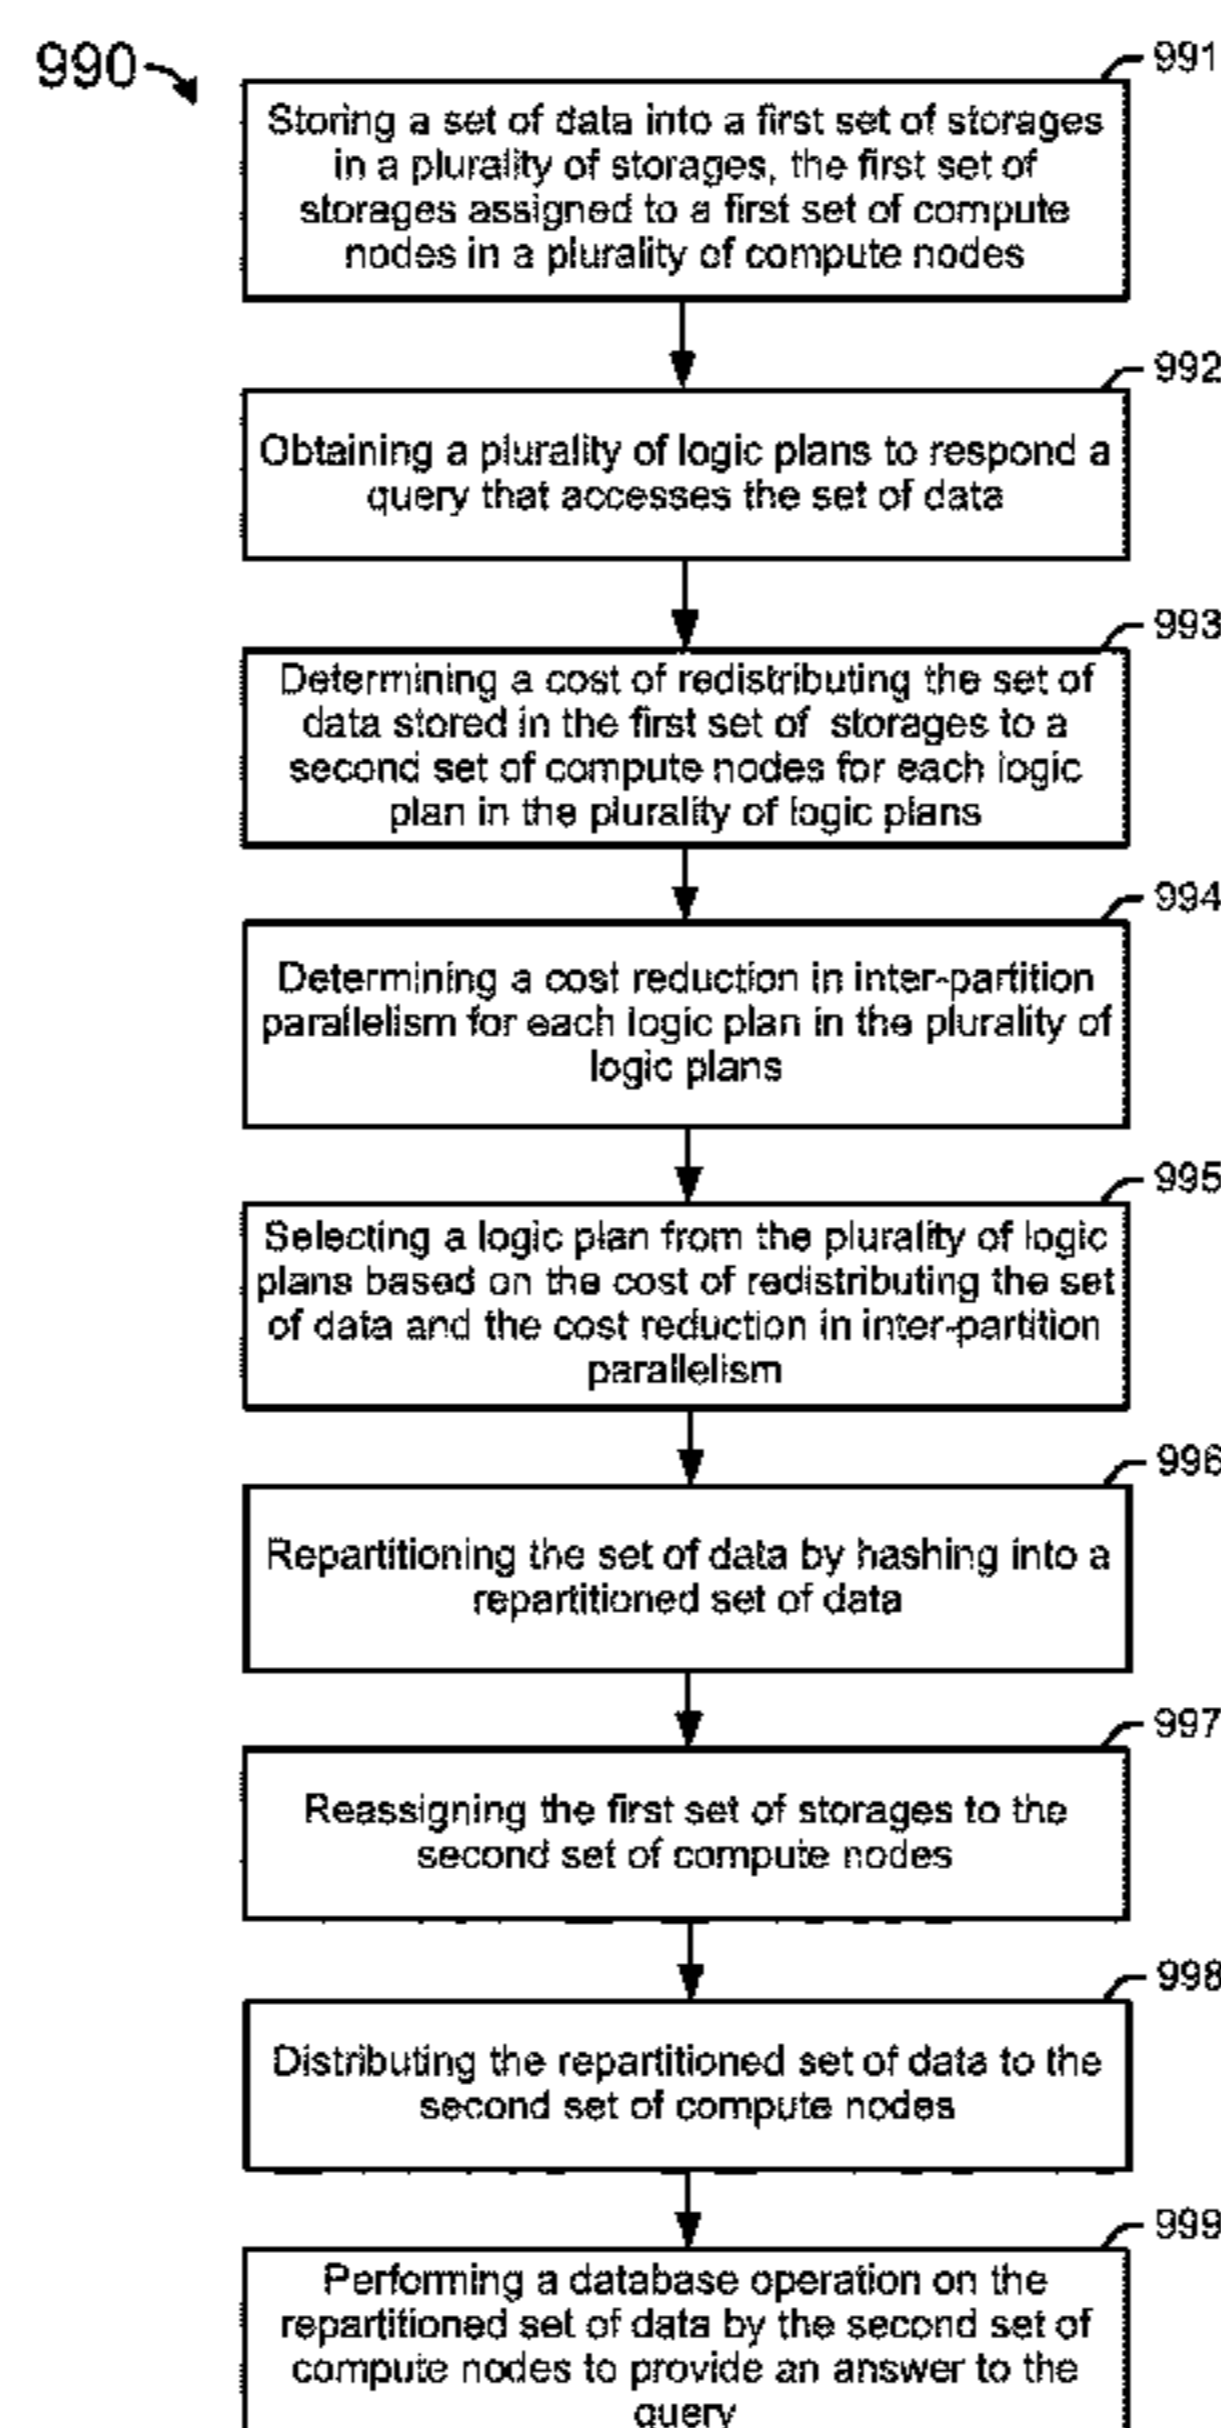 990
991
Storing a set of data into a first set of storages
in a plurality of storages, the first set of
storages assigned to a first set of compute
nodes in a plurality of compute nodes
992
Obtaining a plurality of logic plans to respond a
query that accesses the set of data
993
Determining a cost of redistributing the set of
data stored in the first set of storages to a
second set of compute nodes for each logic
plan in the plurality of logic plans
994
Determining a cost reduction in inter-partition
parallelism for each logic plan in the plurality of
logic plans
995
Selecting a logic plan from the plurality of logic
plans based on the cost of redistributing the set
of data and the cost reduction in inter-partition
parallelism
996
Repartitioning the set of data by hashing into a
repartitioned set of data
997
Reassigning the first set of storages to the
second set of compute nodes
998
Distributing the repartitioned set of data to the
second set of compute nodes
999
Performing a database operation on the
repartitioned set of data by the second set of
compute nodes to provide an answer to the
query